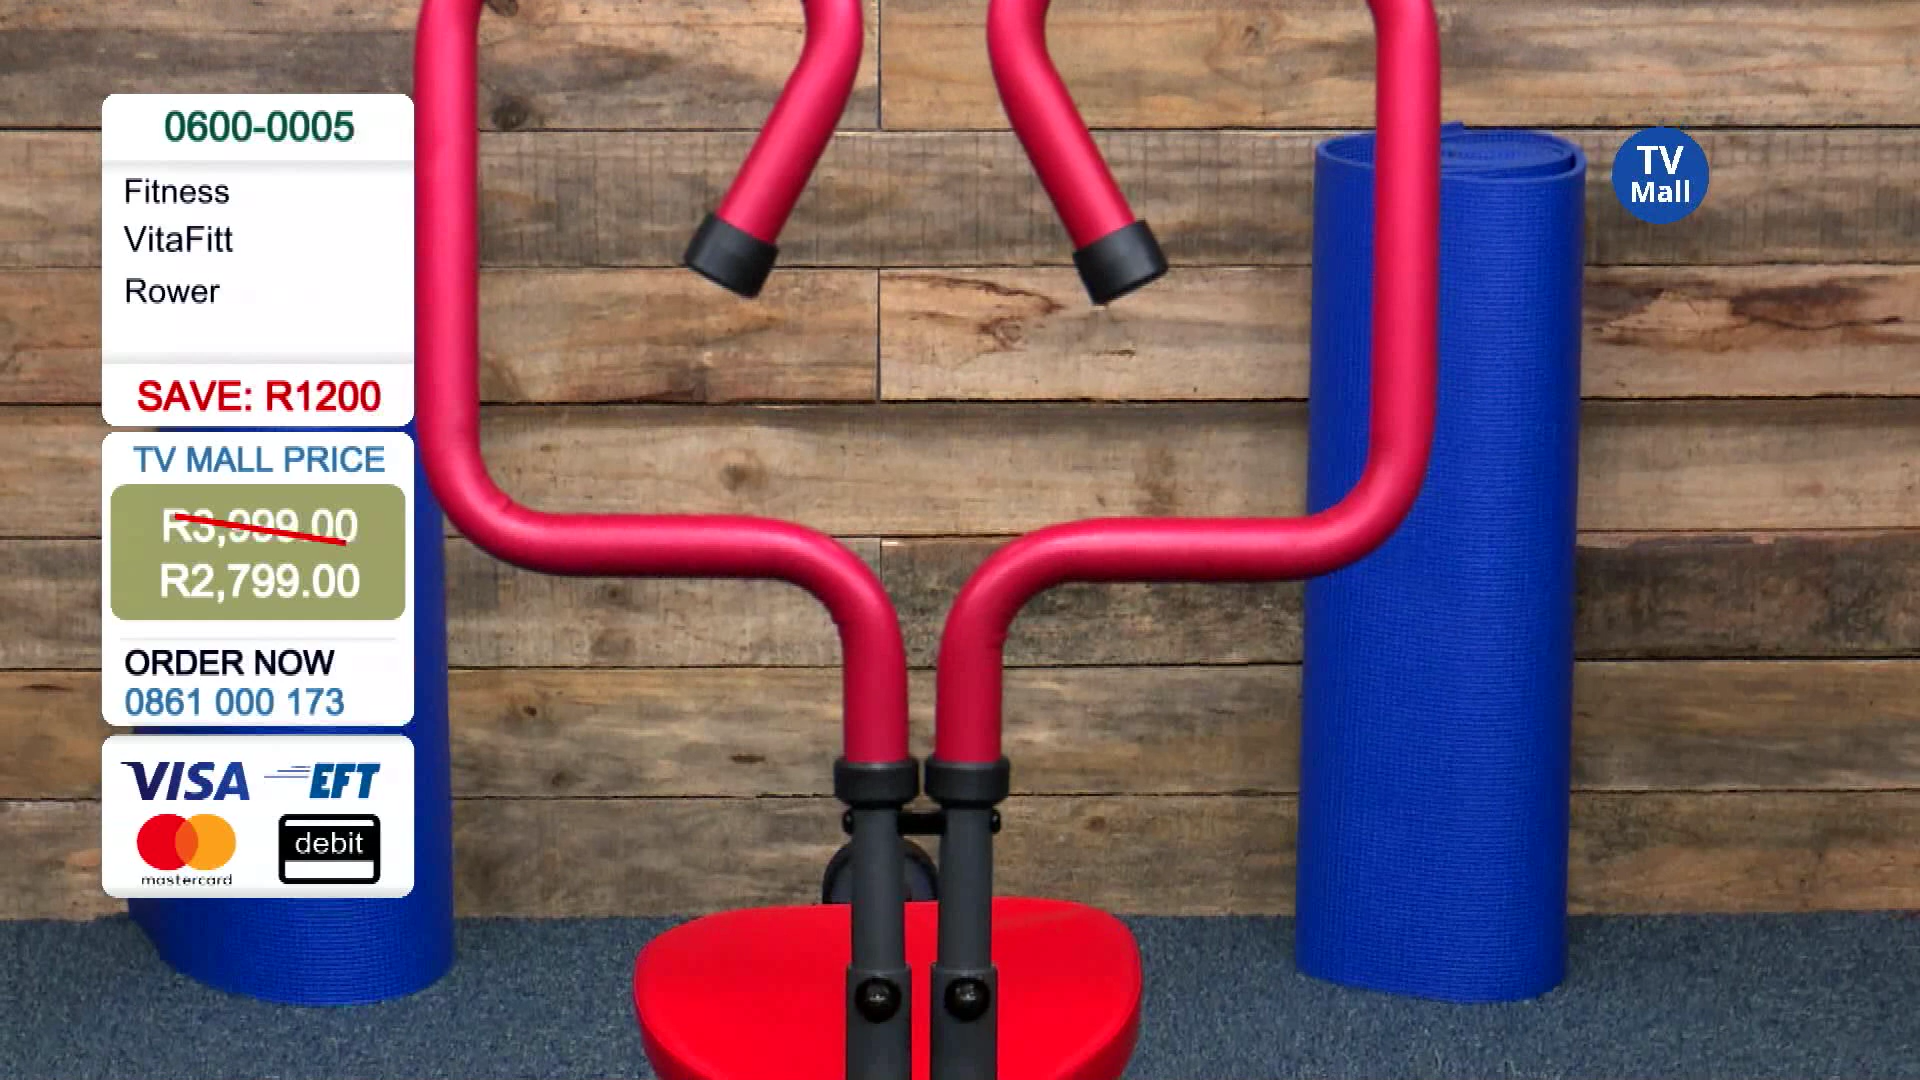 0600-0005
Fitness
VitaFitt
Rower
SAVE: R1200
TV MALL PRICE
R3,999.00
R2,799.00
ORDER NOW
0861 000 173
VISA EFT
mastercard debit
TV
Mall